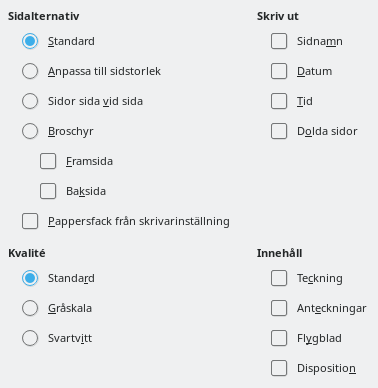 Sidalternativ
Standard
Anpassa till sidstorlek
Sidor sida vid sida
Broschyr
Framsida
Baksida
Pappersfack från skrivarinställning
Skriv ut
Sidnamn
Datum
Tid
Dolda sidor
Kvalité
Standard
Gråskala
Svartvitt
Innehåll
Teckning
Anteckningar
Flygblad
Disposition